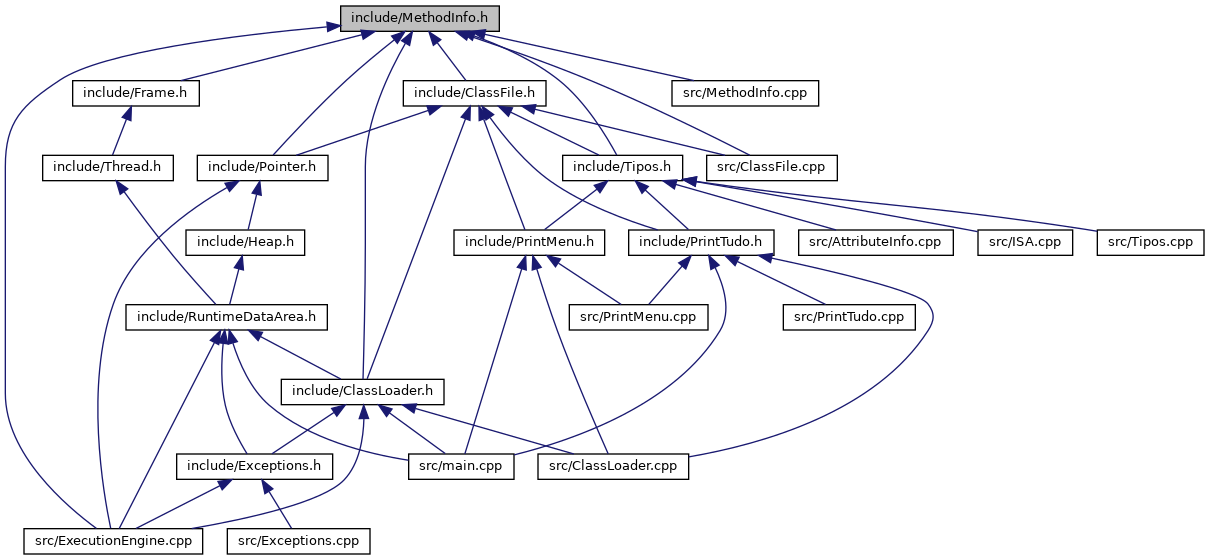 include/MethodInfo.h
include/Frame.h
include/ClassFile.h
src/MethodInfo.cpp
include/Thread.h
include/Pointer.h
include/Tipos.h
src/ClassFile.cpp
include/Heap.h
include/PrintMenu.h
include/PrintTudo.h
src/AttributeInfo.cpp
src/ISA.cpp
src/Tipos.cpp
include/RuntimeDataArea.h
src/PrintMenu.cpp
src/PrintTudo.cpp
include/ClassLoader.h
include/Exceptions.h
src/main.cpp
src/ClassLoader.cpp
src/ExecutionEngine.cpp
src/Exceptions.cpp